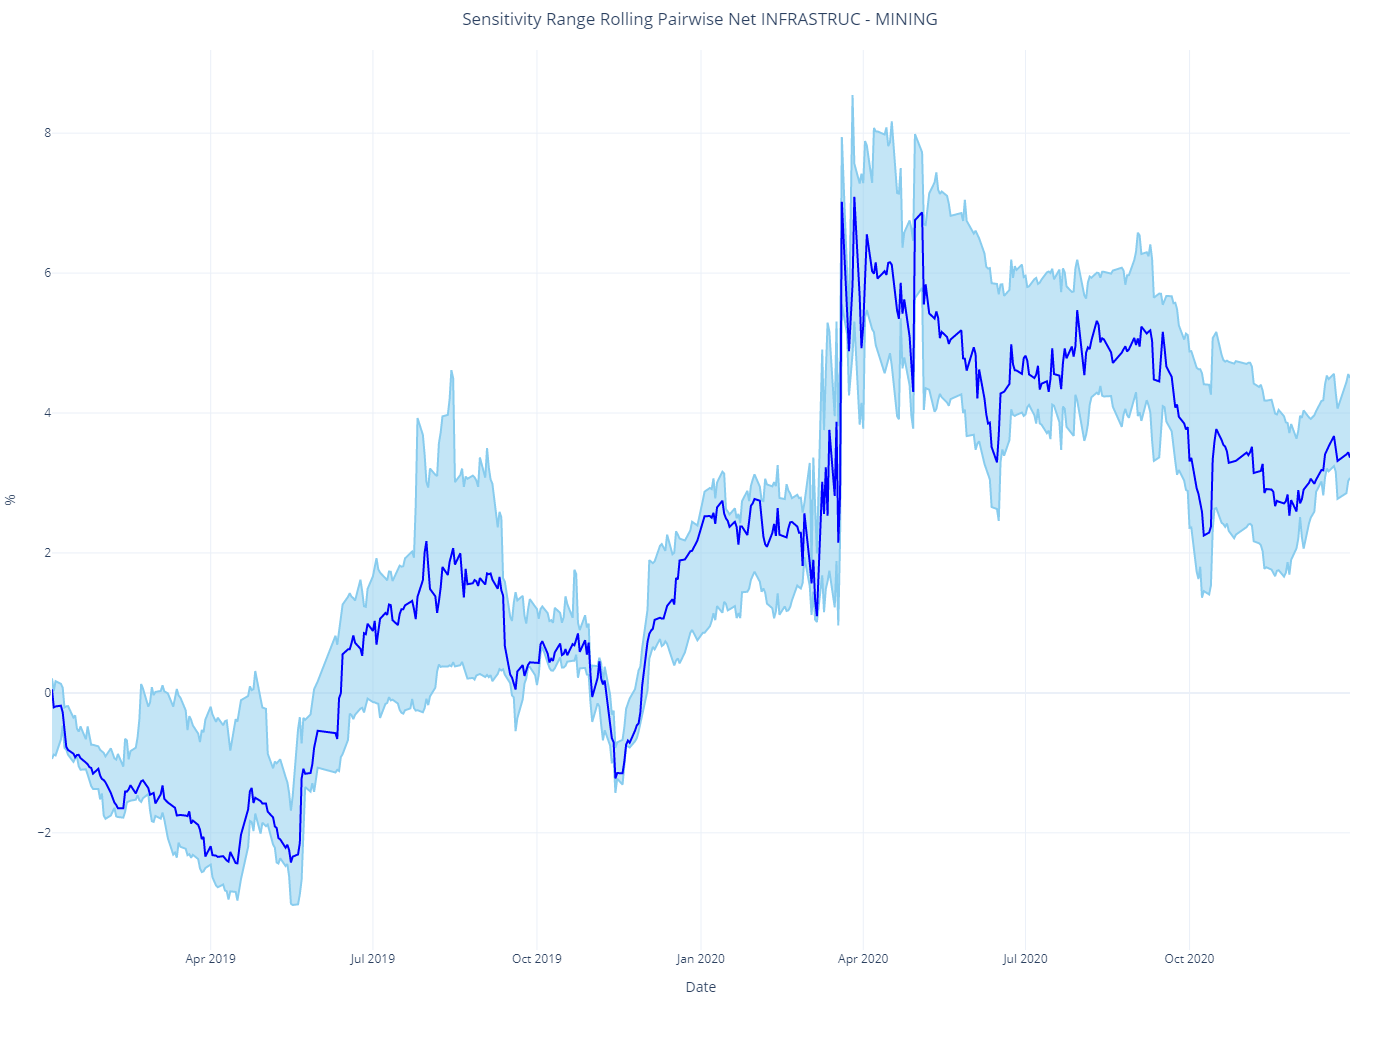 Sensitivity Range Rolling Pairwise Net INFRASTRUC - MINING
8
6
4
2
0
−2
%
Apr 2019
Jul 2019
Oct 2019
Jan 2020
Apr 2020
Jul 2020
Oct 2020
Date